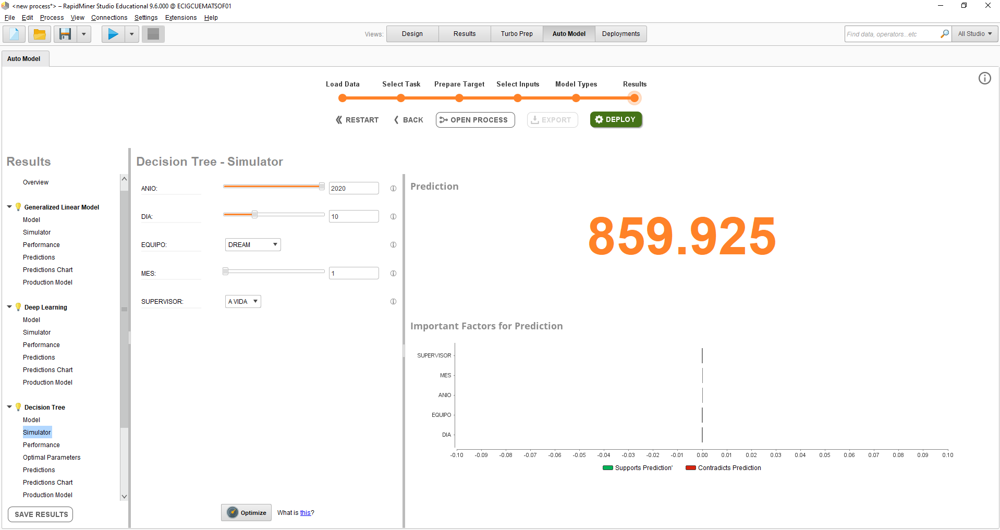 <new process*> – RapidMiner Studio Educational 9.6.000 @ ECIGCUEMATSOF01
File Edit Process View Connections Settings Extensions Help
Views: Design Results Turbo Prep Auto Model Deployments
Find data, operators...etc
All Studio
Auto Model
Load Data Select Task Prepare Target Select Inputs Model Types Results
RESTART BACK OPEN PROCESS EXPORT DEPLOY
Results
Overview
Generalized Linear Model
Model
Simulator
Performance
Predictions
Predictions Chart
Production Model
Deep Learning
Model
Simulator
Performance
Predictions
Predictions Chart
Production Model
Decision Tree
Model
Simulator
Performance
Optimal Parameters
Predictions
Predictions Chart
Production Model
SAVE RESULTS
Decision Tree - Simulator
ANIO: 2020
DIA: 10
EQUIPO: DREAM
MES: 1
SUPERVISOR: A VIDA
Optimize What is this?
Prediction
859.925
Important Factors for Prediction
SUPERVISOR
MES
ANIO
EQUIPO
DIA
-0.10 -0.09 -0.08 -0.07 -0.06 -0.05 -0.04 -0.03 -0.02 -0.01 0.00 0.01 0.02 0.03 0.04 0.05 0.06 0.07 0.08 0.09 0.10
Supports Prediction' Contradicts Prediction